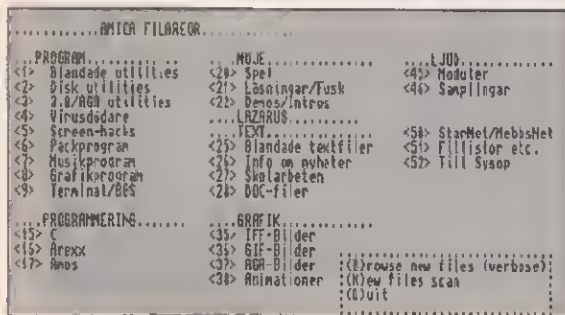 ............AMIGA FILAREOR...............
....PROGRAM..............
<1> Blandade utilities
<2> Disk utilities
<3> 3.0/AGA utilities
<4> Virusdödare
<5> Screen-hacks
<6> Packprogram
<7> Musikprogram
<8> Grafikprogram
<9> Terminal/BBS
....PROGRAMMERING.......
<15> C
<16> Arexx
<17> Amos
....NÖJE................
<20> Spel
<21> Lösningar/Fusk
<22> Demos/Intros
....LAZARUS.............
....TEXT................
<25> Blandade textfiler
<26> Info om nyheter
<27> Skolarbeten
<28> DOC-filer
....GRAFIK..............
<35> IFF-Bilder
<36> GIF-Bilder
<37> AGA-Bilder
<38> Animationer
....LJUD................
<45> Moduler
<46> Samplingar
<50> StarNet/WebbsNet
<51> Fillistor etc.
<52> Till Sysop
:(B)rowse new files (verbose):
:(N)ew files scan
:(Q)uit